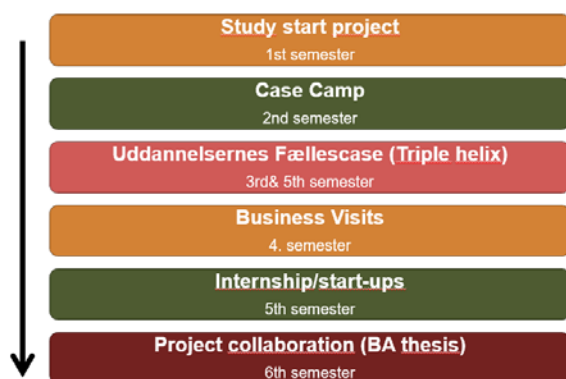 Study start project
1st semester
Case Camp
2nd semester
Uddannelsernes Fællescase (Triple helix)
3rd& 5th semester
Business Visits
4. semester
Internship/start-ups
5th semester
Project collaboration (BA thesis)
6th semester